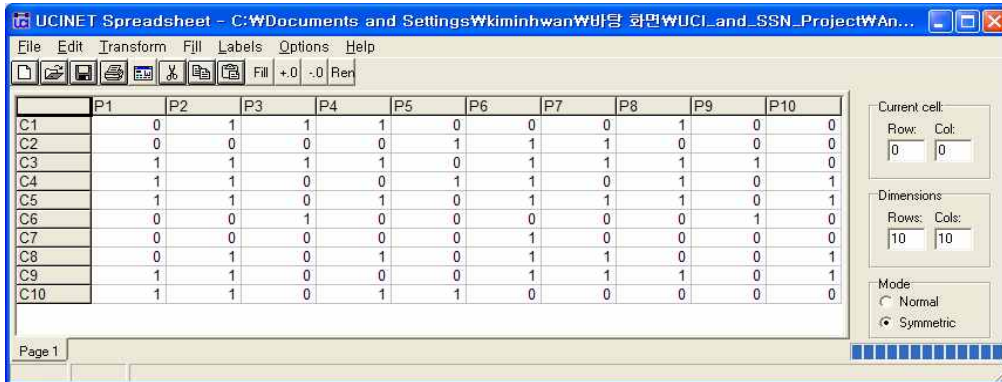 UCINET Spreadsheet - C:₩Documents and Settings₩kiminhwan₩바탕 화면₩UCI_and_SSN_Project₩An...
File Edit Transform Fill Labels Options Help
Fill +.0 -.0 Ren
P1 P2 P3 P4 P5 P6 P7 P8 P9 P10
C1 0 1 1 1 0 0 0 1 0 0
C2 0 0 0 0 1 1 1 0 0 0
C3 1 1 1 1 0 1 1 1 1 0
C4 1 1 0 0 1 1 0 1 0 1
C5 1 1 0 1 0 1 1 1 0 1
C6 0 0 1 0 0 0 0 0 1 0
C7 0 0 0 0 0 1 0 0 0 0
C8 0 1 0 1 0 1 1 0 0 1
C9 1 1 0 0 0 1 1 1 0 1
C10 1 1 0 1 1 0 0 0 0 0
Current cell:
Row: Col:
0 0
Dimensions
Rows: Cols:
10 10
Mode
Normal
Symmetric
Page 1